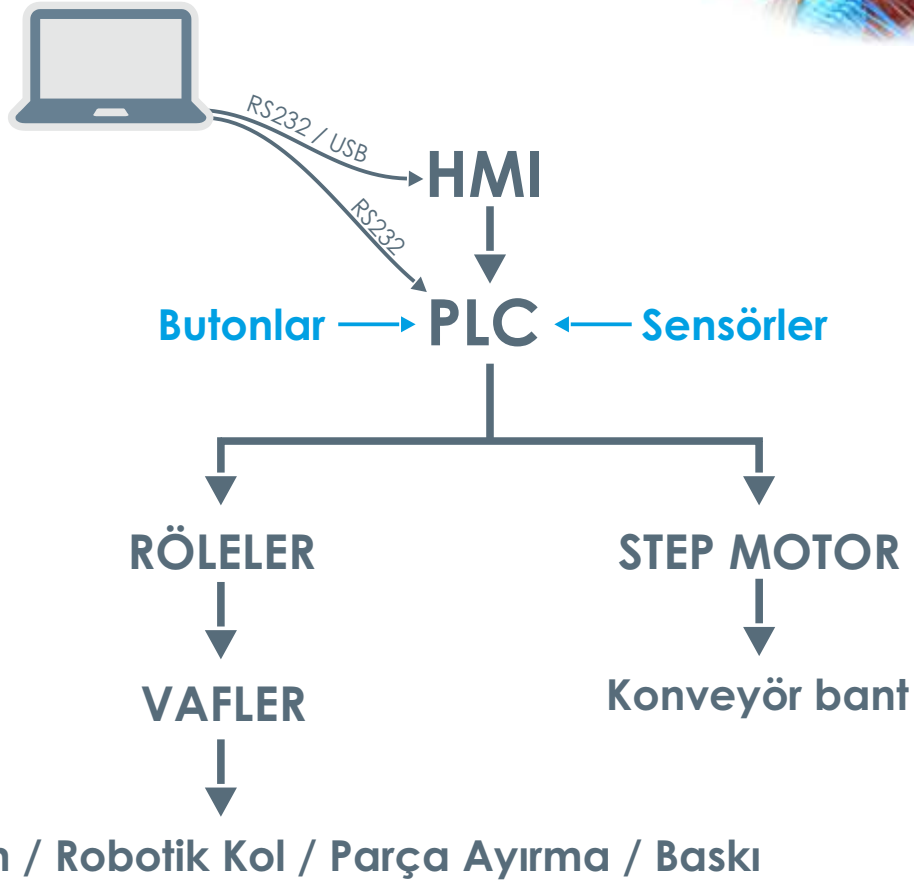 RS232 / USB
HMI
RS232
Butonlar
PLC
Sensörler
RÖLELER
STEP MOTOR
VAFLER
Konveyör bant
/ Robotik Kol / Parça Ayırma / Baskı